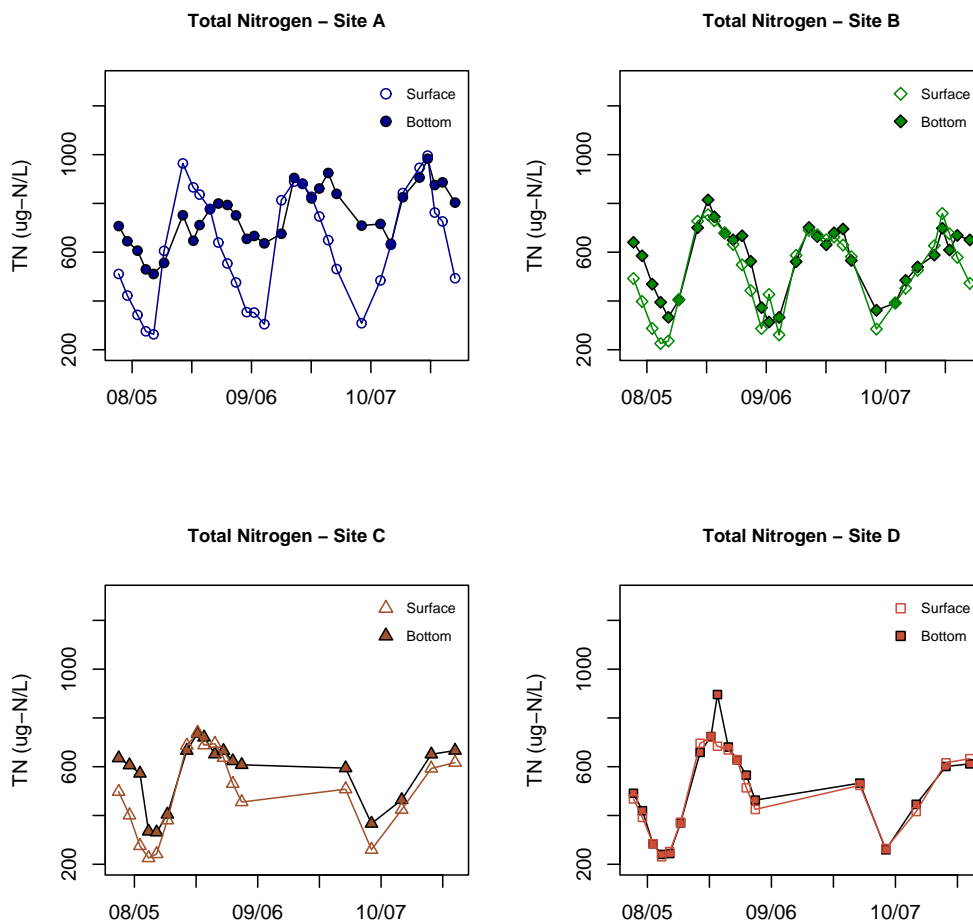 Total Nitrogen − Site A
Surface
Bottom
TN (ug−N/L)
200
600
1000
08/05
09/06
10/07
Total Nitrogen − Site B
Surface
Bottom
TN (ug−N/L)
200
600
1000
08/05
09/06
10/07
Total Nitrogen − Site C
Surface
Bottom
TN (ug−N/L)
200
600
1000
08/05
09/06
10/07
Total Nitrogen − Site D
Surface
Bottom
TN (ug−N/L)
200
600
1000
08/05
09/06
10/07